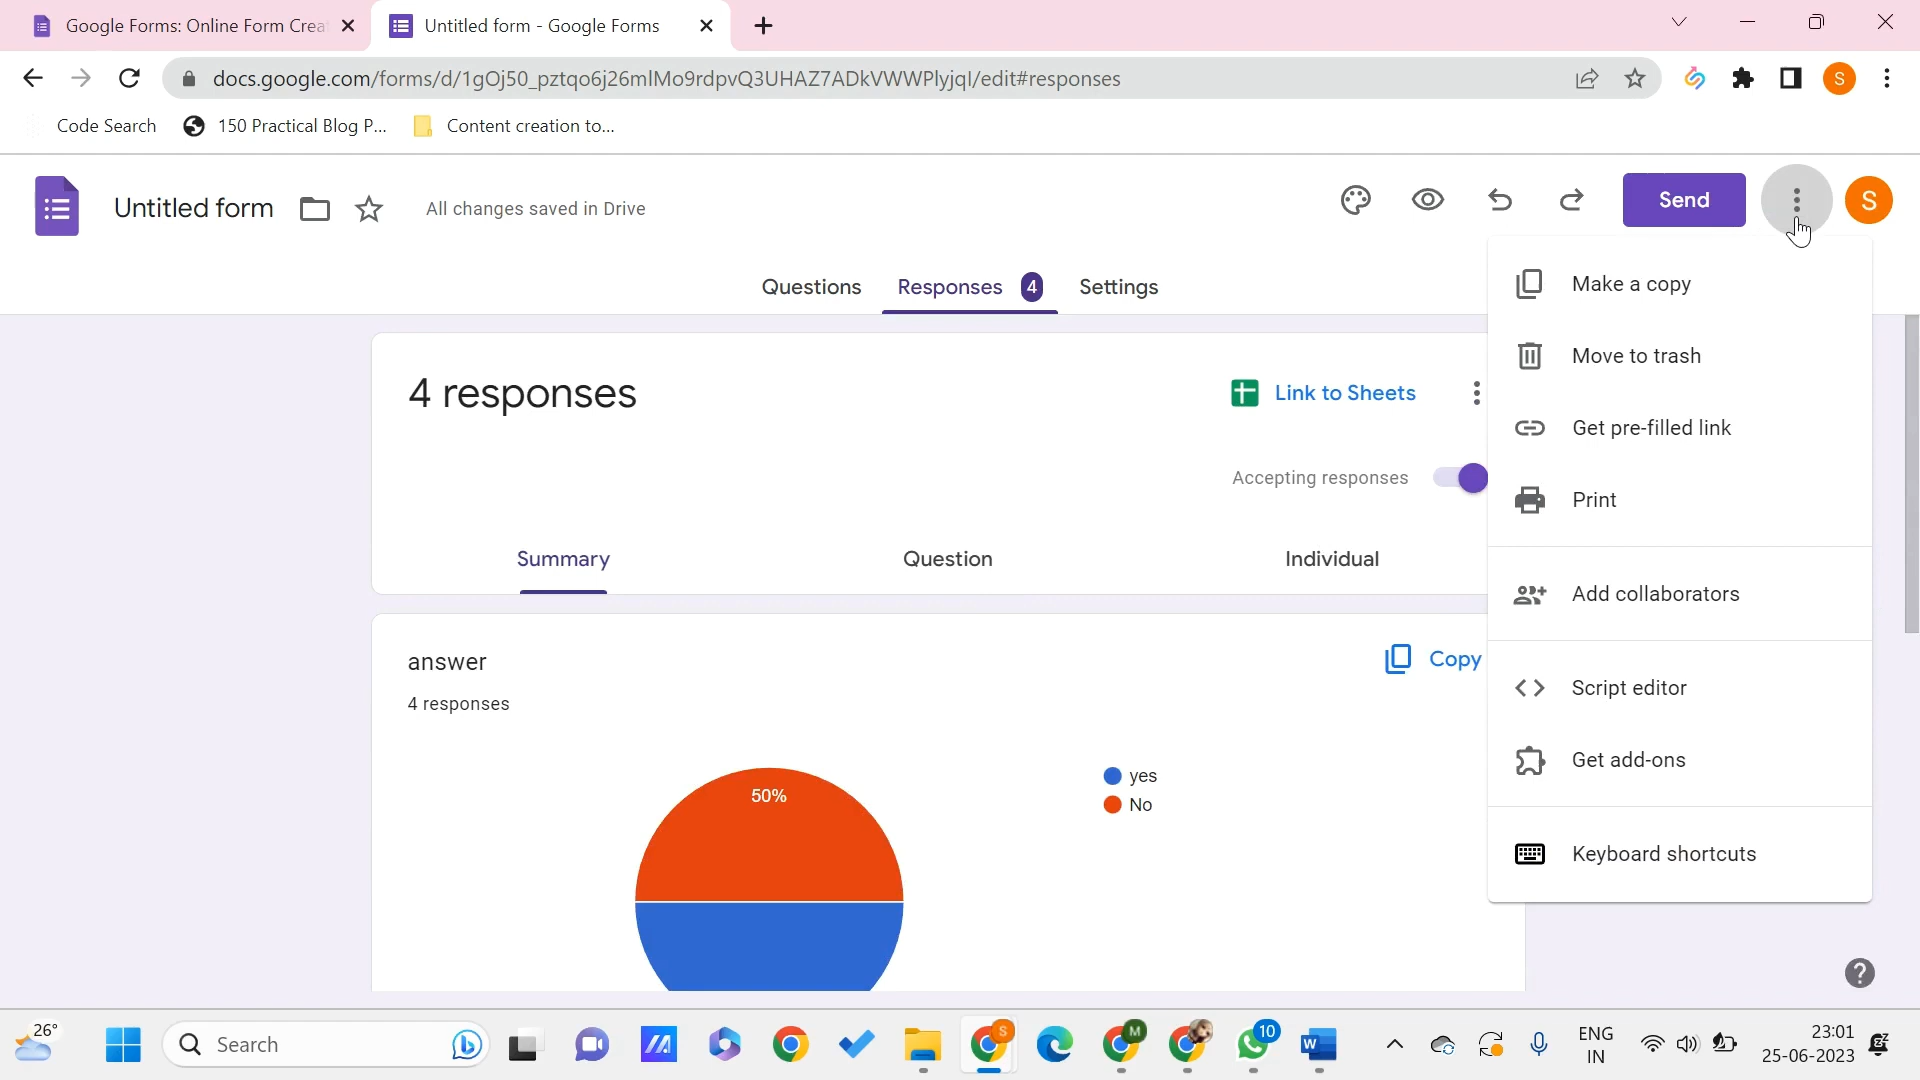 Google Forms: Online Form Crea
Untitled form - Google Forms
docs.google.com/forms/d/1gOj50_pztqo6j26mlMo9rdpvQ3UHAZ7ADkVWWPlyjqI/edit#responses
S
Code Search
150 Practical Blog P...
Content creation to...
Untitled form
All changes saved in Drive
Send
S
Questions
Responses 4
Settings
4 responses
Link to Sheets
Accepting responses
Summary
Question
Individual
answer
4 responses
Copy
50%
yes
No
Make a copy
Move to trash
Get pre-filled link
Print
Add collaborators
Script editor
Get add-ons
Keyboard shortcuts
26°
Search
S
M
10
W
ENG
IN
23:01
25-06-2023